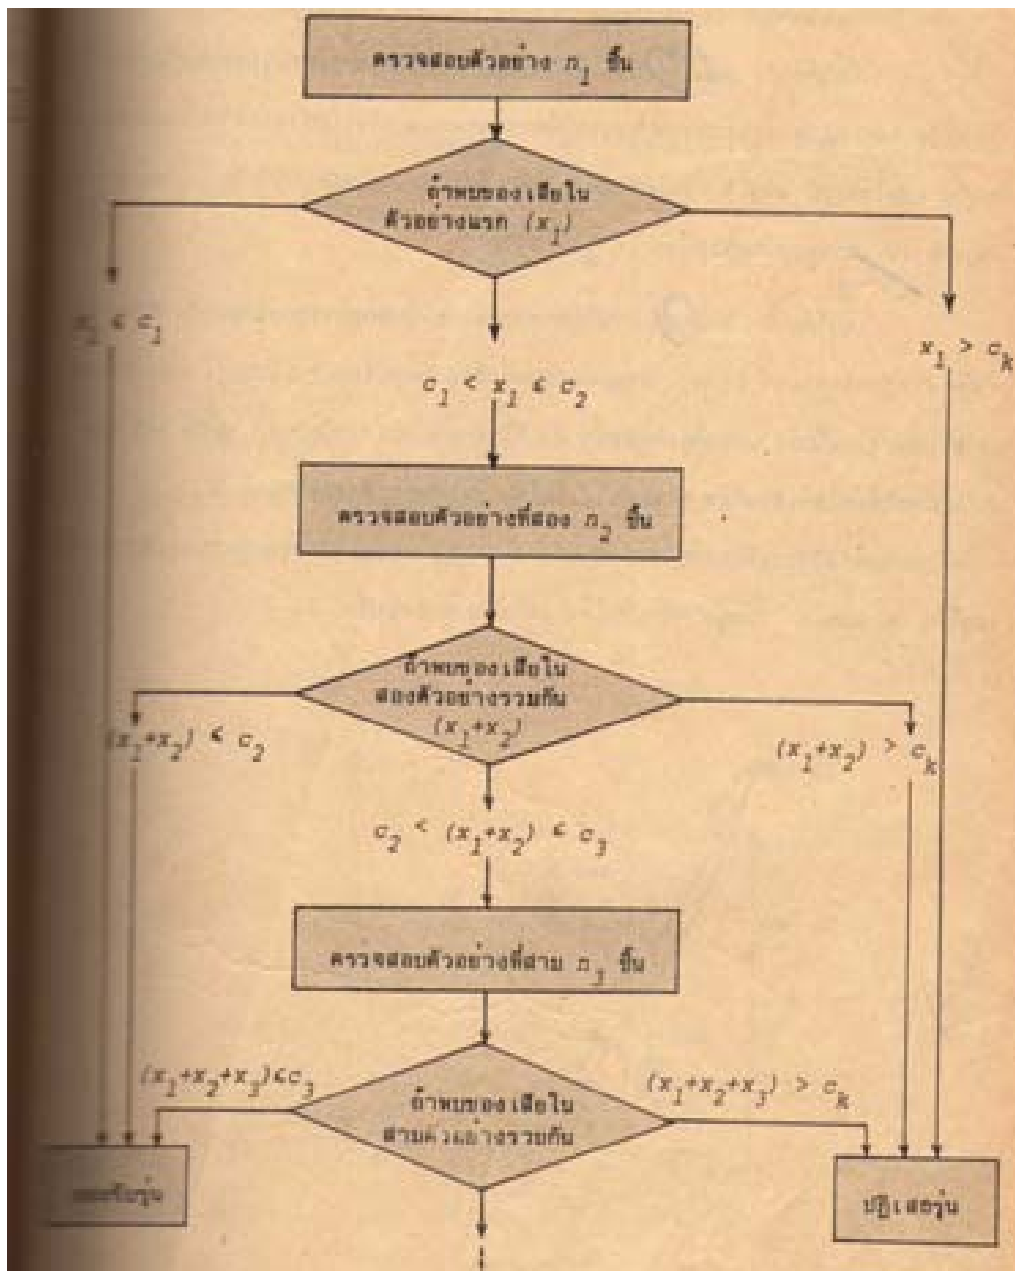 ตรวจสอบตัวอย่าง n₁ ชิ้น
ถ้าพบของเสียใน
ตัวอย่างแรก (x₁)
x₁ ≤ c₁
x₁ > c_k
c₁ < x₁ ≤ c₂
ตรวจสอบตัวอย่างที่สอง n₂ ชิ้น
ถ้าพบของเสียใน
สองตัวอย่างรวมกัน
(x₁+x₂)
(x₁+x₂) ≤ c₂
(x₁+x₂) > c_k
c₂ < (x₁+x₂) ≤ c₃
ตรวจสอบตัวอย่างที่สาม n₃ ชิ้น
(x₁+x₂+x₃)≤c₃
(x₁+x₂+x₃) > c_k
ถ้าพบของเสียใน
สามตัวอย่างรวมกัน
ยอมรับรุ่น
ปฏิเสธรุ่น